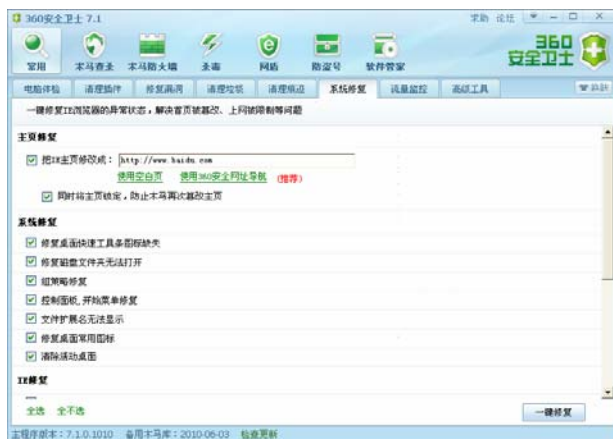 360安全卫士 7.1
求助 论坛
常用 木马查杀 木马防火墙 杀毒 网盾 防盗号 软件管家
360
安全卫士
电脑体检 清理插件 修复漏洞 清理垃圾 清理痕迹 系统修复 流量监控 高级工具 换肤
一键修复IE浏览器的异常状态，解决首页被篡改、上网被限制等问题
主页修复
把IE主页修改成： http://www.baidu.com
使用空白页 使用360安全网址导航 (推荐)
同时将主页锁定，防止木马再次篡改主页
系统修复
修复桌面快速工具条图标缺失
修复磁盘文件夹无法打开
组策略修复
控制面板，开始菜单修复
文件扩展名无法显示
修复桌面常用图标
清除活动桌面
IE修复
全选 全不选 一键修复
主程序版本：7.1.0.1010 备用木马库：2010-06-03 检查更新